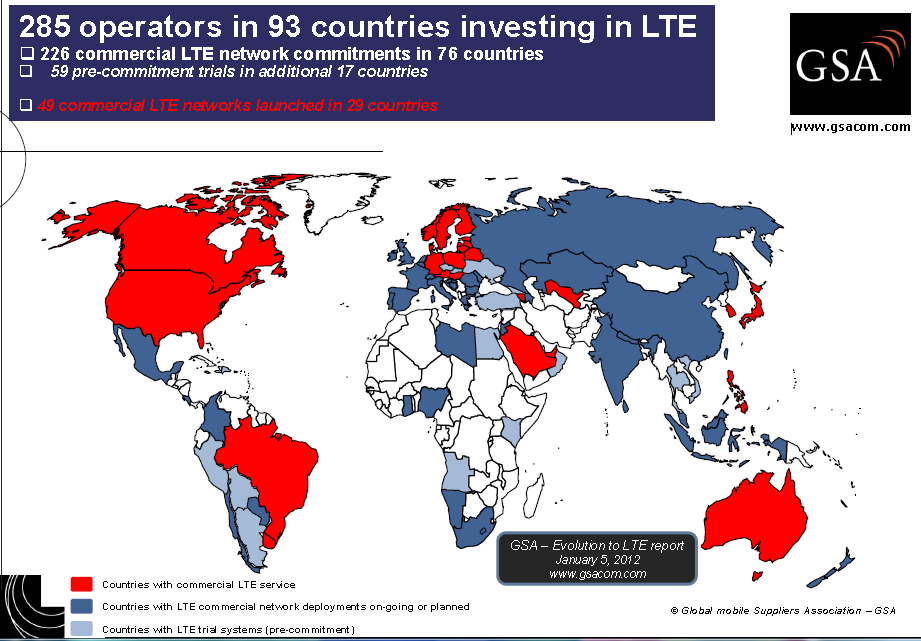 285 operators in 93 countries investing in LTE
226 commercial LTE network commitments in 76 countries
59 pre-commitment trials in additional 17 countries
49 commercial LTE networks launched in 29 countries
GSA
www.gsacom.com
GSA – Evolution to LTE report
January 5, 2012
www.gsacom.com
Countries with commercial LTE service
Countries with LTE commercial network deployments on-going or planned
Countries with LTE trial systems (pre-commitment)
© Global mobile Suppliers Association – GSA